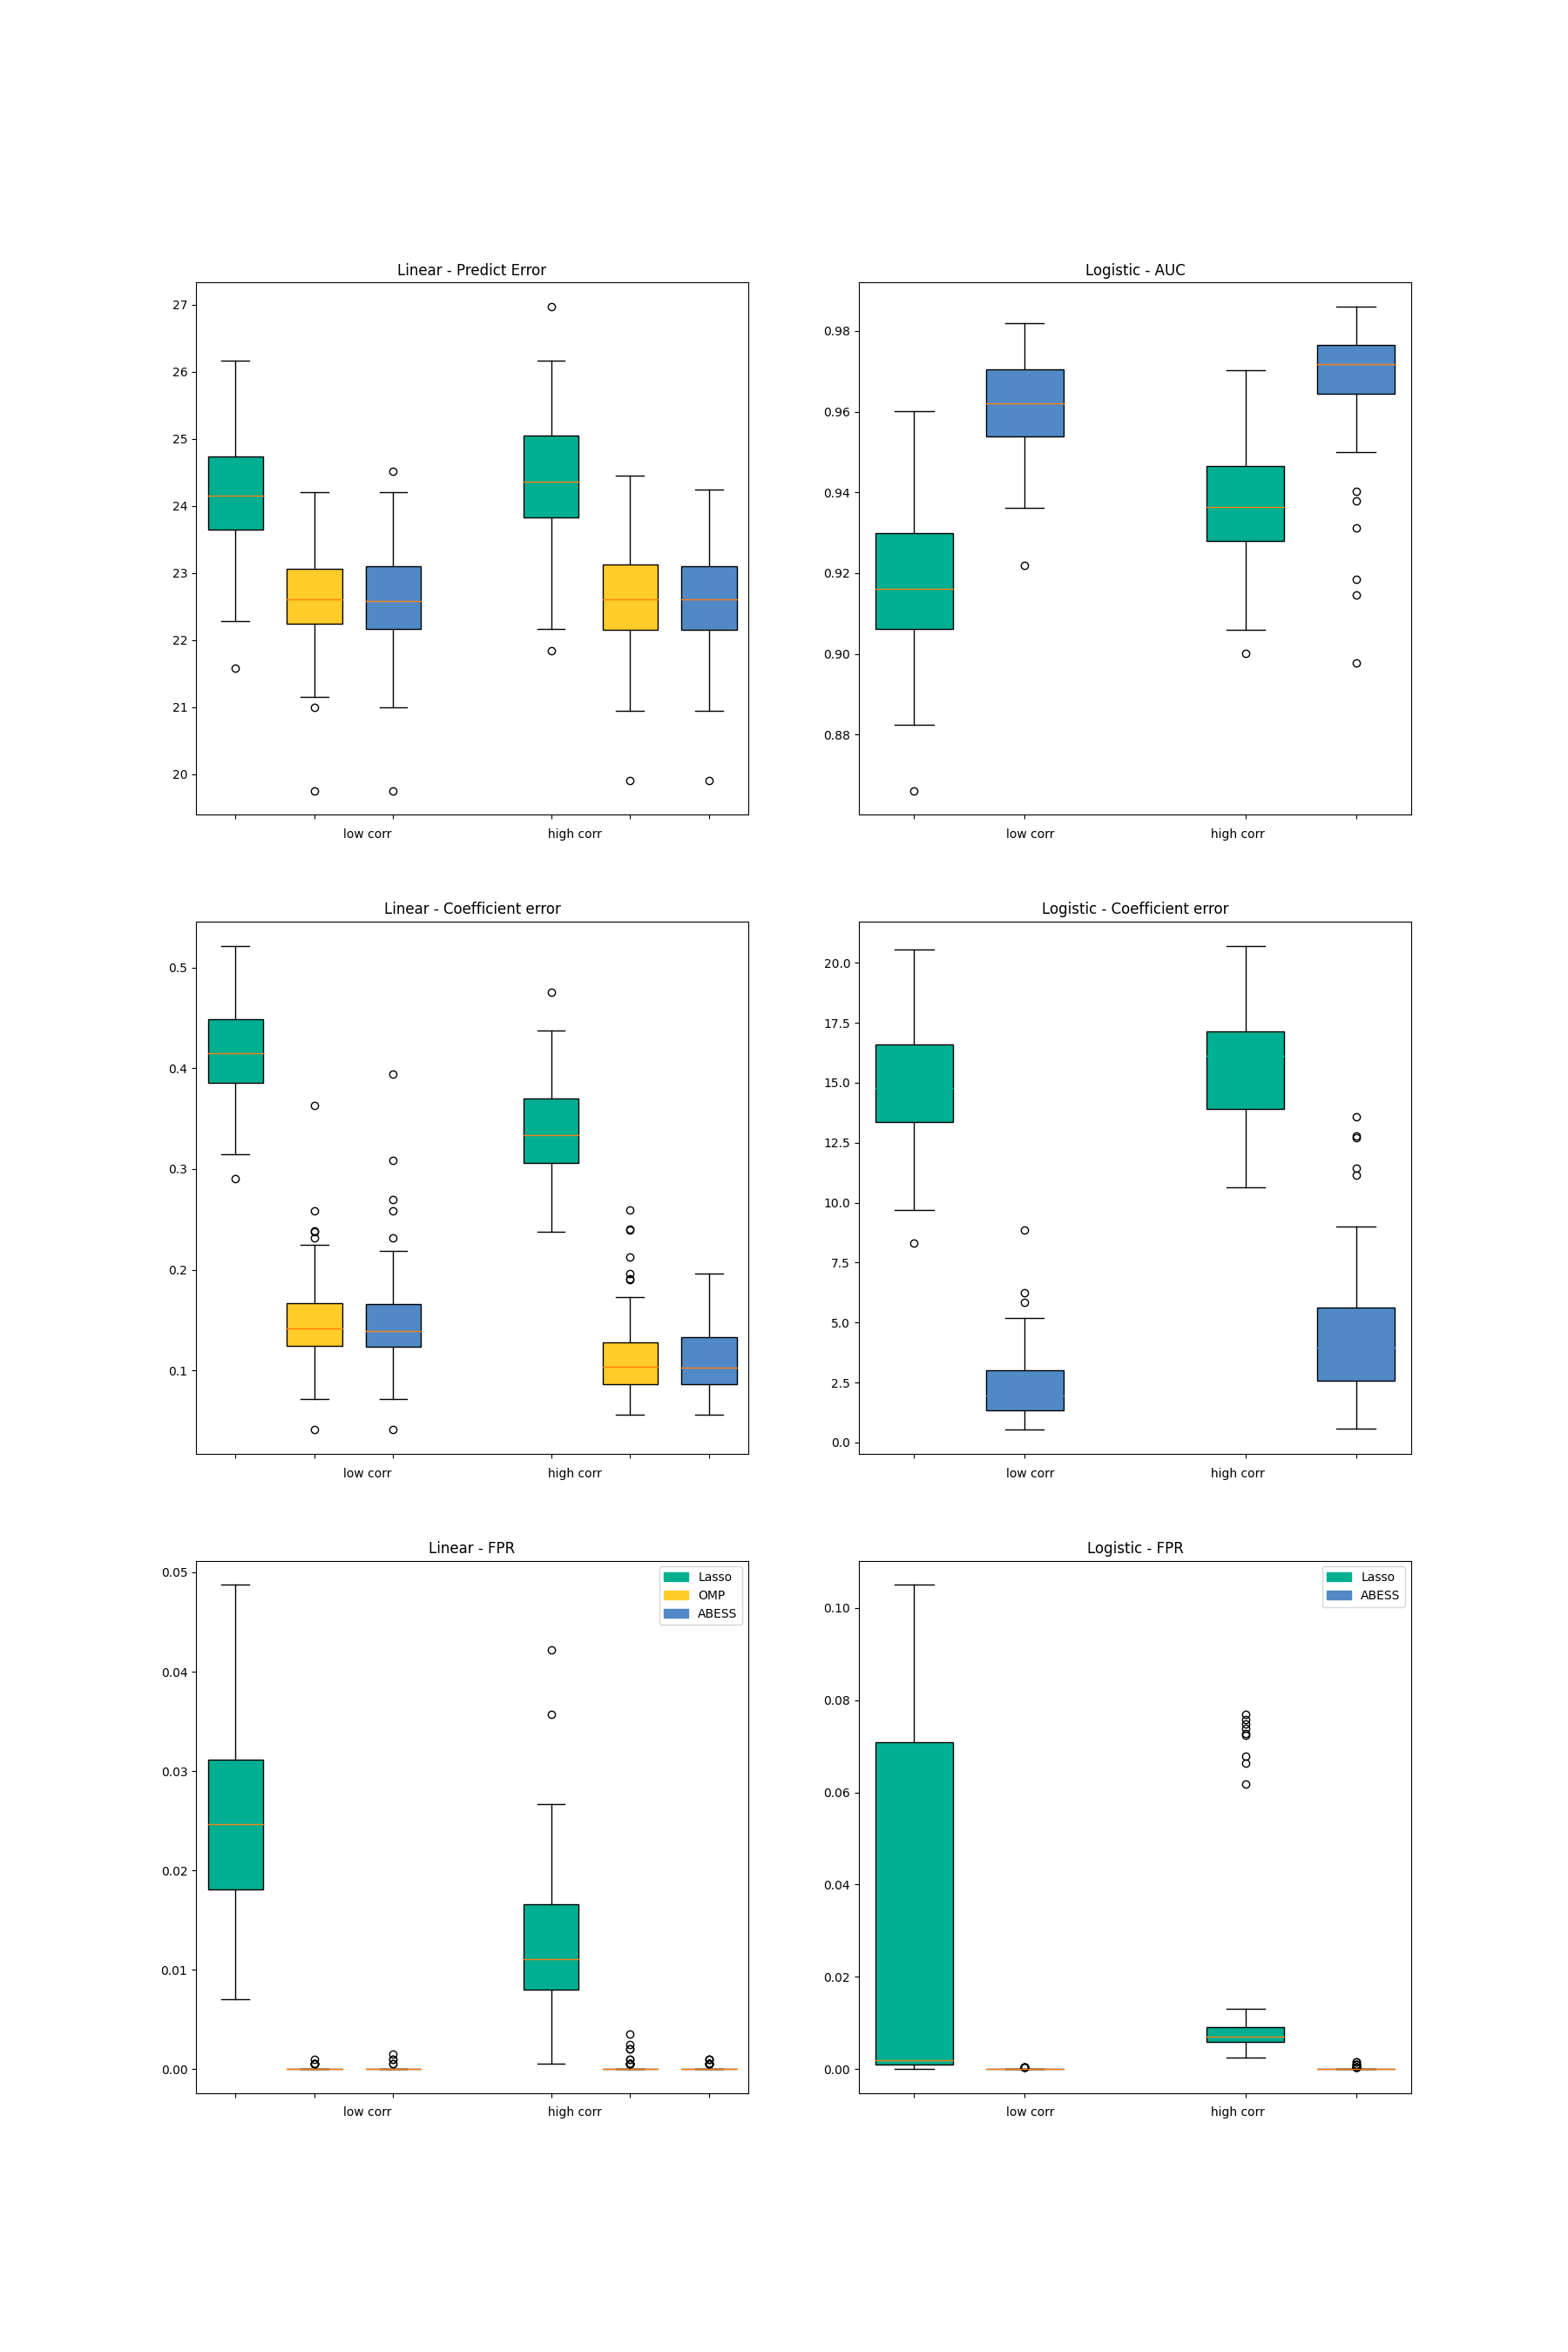 Linear - Predict Error
27
26
25
24
23
22
21
20
low corr high corr
Logistic - AUC
0.98
0.96
0.94
0.92
0.90
0.88
low corr high corr
Linear - Coefficient error
0.5
0.4
0.3
0.2
0.1
low corr high corr
Logistic - Coefficient error
20.0
17.5
15.0
12.5
10.0
7.5
5.0
2.5
0.0
low corr high corr
Linear - FPR
0.05
0.04
0.03
0.02
0.01
0.00
Lasso
OMP
ABESS
low corr high corr
Logistic - FPR
0.10
0.08
0.06
0.04
0.02
0.00
Lasso
ABESS
low corr high corr